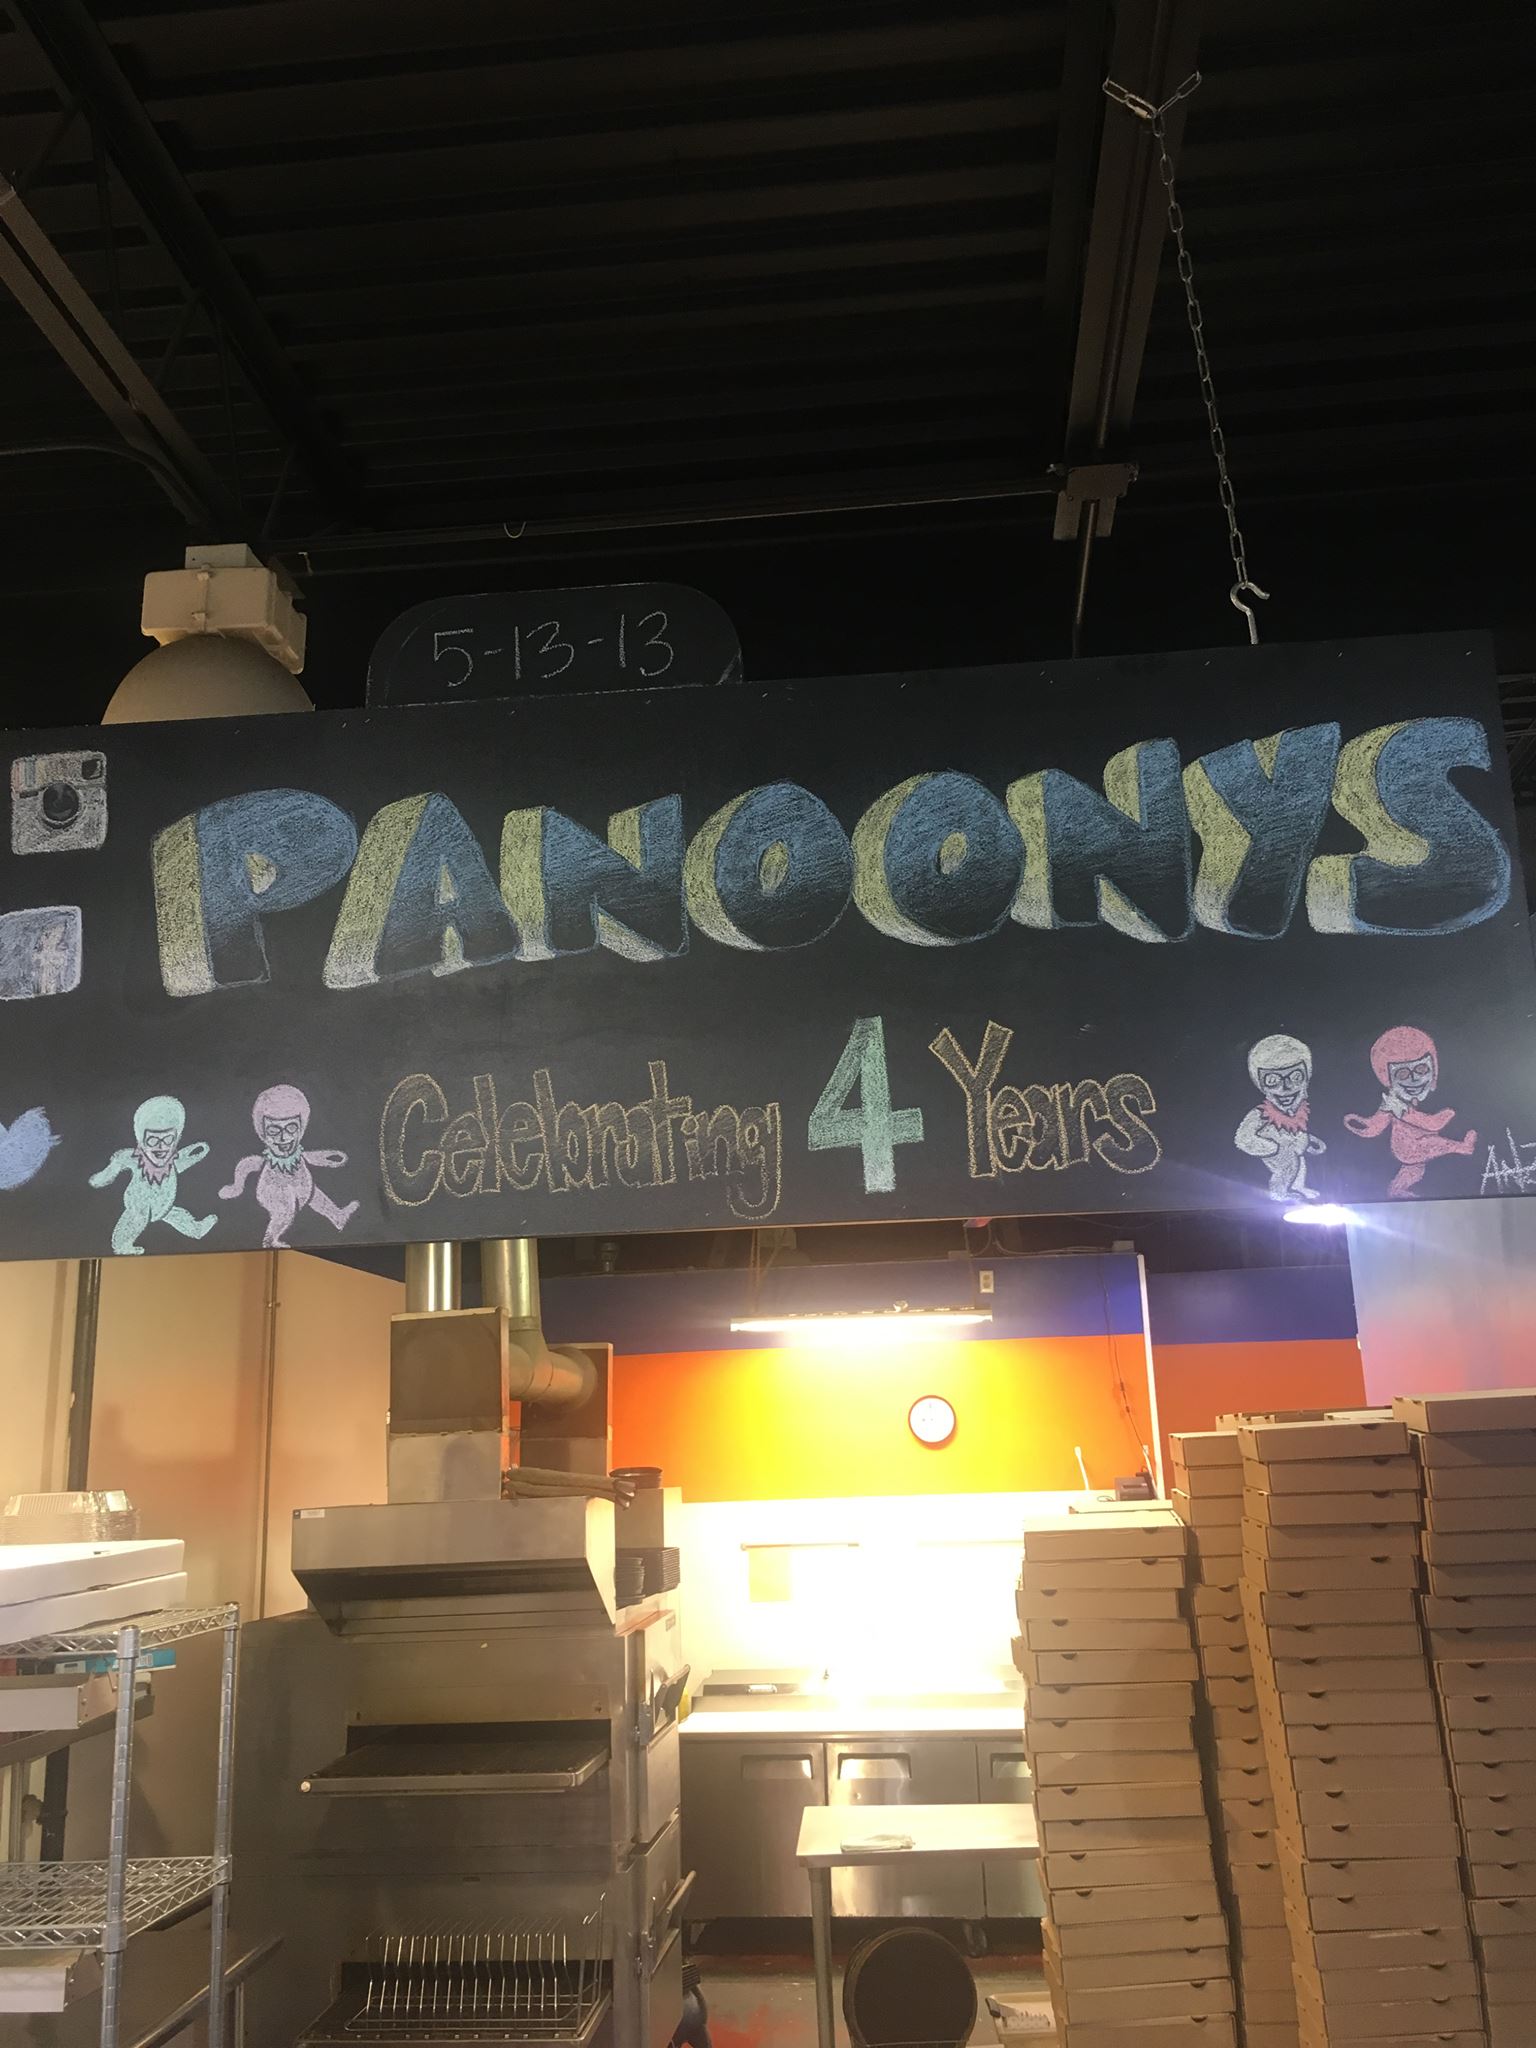 5-13-13
PANOONYS
Celebrating 4 Years